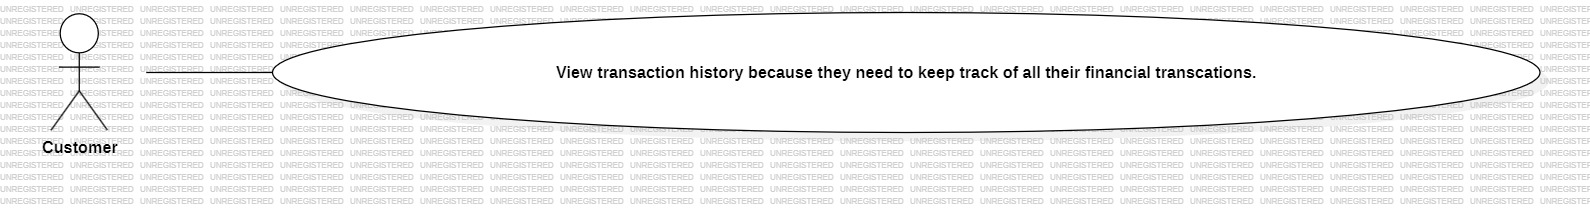 View transaction history because they need to keep track of all their financial transcations.
Customer
UNREGISTERED